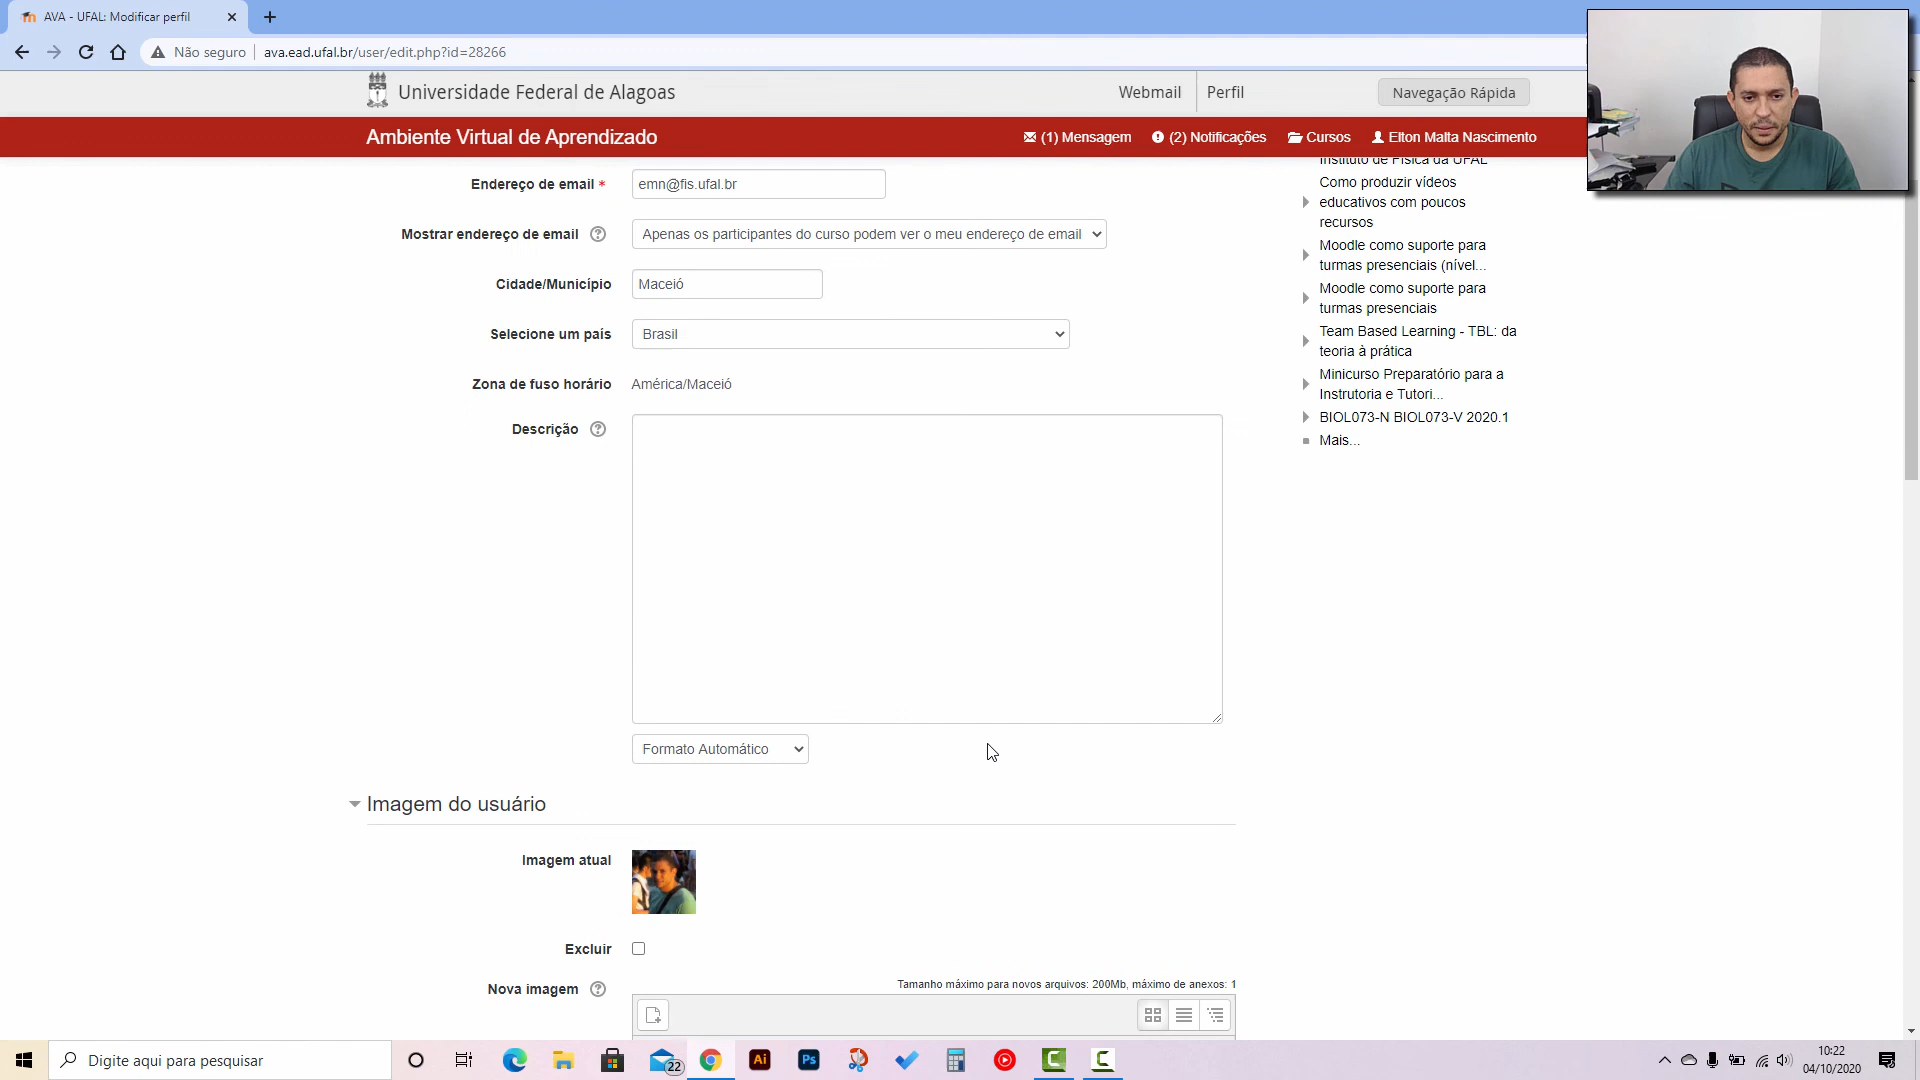 AVA - UFAL: Modificar perfil
Não seguro
ava.ead.ufal.br/user/edit.php?id=28266
Universidade Federal de Alagoas
Webmail
Perfil
Navegação Rápida
Ambiente Virtual de Aprendizado
(1) Mensagem
(2) Notificações
Cursos
Elton Malta Nascimento
Endereço de email *
emn@fis.ufal.br
Mostrar endereço de email
Apenas os participantes do curso podem ver o meu endereço de email
Cidade/Município
Maceió
Selecione um país
Brasil
Zona de fuso horário
América/Maceió
Descrição
Formato Automático
Instituto de Física da UFAL
Como produzir vídeos
educativos com poucos
recursos
Moodle como suporte para
turmas presenciais (nível...
Moodle como suporte para
turmas presenciais
Team Based Learning - TBL: da
teoria à prática
Minicurso Preparatório para a
Instrutoria e Tutori...
BIOL073-N BIOL073-V 2020.1
Mais...
Imagem do usuário
Imagem atual
Excluir
Nova imagem
Tamanho máximo para novos arquivos: 200Mb, máximo de anexos: 1
Digite aqui para pesquisar
22
Ai
Ps
10:22
04/10/2020